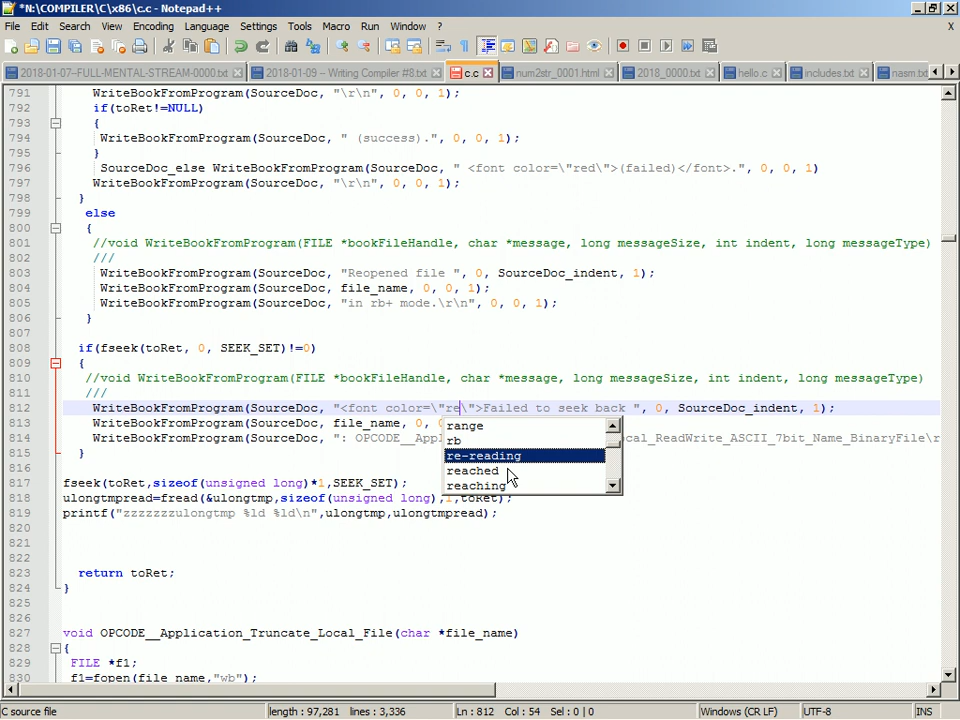 *N:\COMPILER\C\x86\c.c - Notepad++
File Edit Search View Encoding Language Settings Tools Macro Run Window ?
X
2018-01-07-FULL-MENTAL-STREAM-0000.txt 2018-01-09 -- Writing Compiler #8.txt c.c num2str_0001.html 2018_0000.txt hello.c includes.txt nasm.txt
791 WriteBookFromProgram(SourceDoc, "\r\n", 0, 0, 1);
792 if(toRet!=NULL)
793 {
794 WriteBookFromProgram(SourceDoc, " (success).", 0, 0, 1);
795 }
796 SourceDoc_else WriteBookFromProgram(SourceDoc, " <font color=\"red\">(failed)</font>.", 0, 0, 1)
797 WriteBookFromProgram(SourceDoc, "\r\n", 0, 0, 1);
798 }
799 else
800 {
801 //void WriteBookFromProgram(FILE *bookFileHandle, char *message, long messageSize, int indent, long messageType)
802 ///
803 WriteBookFromProgram(SourceDoc, "Reopened file ", 0, SourceDoc_indent, 1);
804 WriteBookFromProgram(SourceDoc, file_name, 0, 0, 1);
805 WriteBookFromProgram(SourceDoc, "in rb+ mode.\r\n", 0, 0, 1);
806 }
807
808 if(fseek(toRet, 0, SEEK_SET)!=0)
809 {
810 //void WriteBookFromProgram(FILE *bookFileHandle, char *message, long messageSize, int indent, long messageType)
811 ///
812 WriteBookFromProgram(SourceDoc, "<font color=\"re\">Failed to seek back ", 0, SourceDoc_indent, 1);
813 WriteBookFromProgram(SourceDoc, file_name, 0, 0
814 WriteBookFromProgram(SourceDoc, ": OPCODE__Appl ocal_ReadWrite_ASCII_7bit_Name_BinaryFile\r
815 }
range
rb
re-reading
reached
reaching
816
817 fseek(toRet,sizeof(unsigned long)*1,SEEK_SET);
818 ulongtmpread=fread(&ulongtmp,sizeof(unsigned long),1,toRet);
819 printf("zzzzzzzulongtmp %ld %ld\n",ulongtmp,ulongtmpread);
820
821
822
823 return toRet;
824 }
825
826
827 void OPCODE__Application_Truncate_Local_File(char *file_name)
828 {
829 FILE *f1;
830 f1=fopen(file_name,"wb");
C source file length : 97,281 lines : 3,336 Ln : 812 Col : 54 Sel : 0 | 0 Windows (CR LF) UTF-8 INS